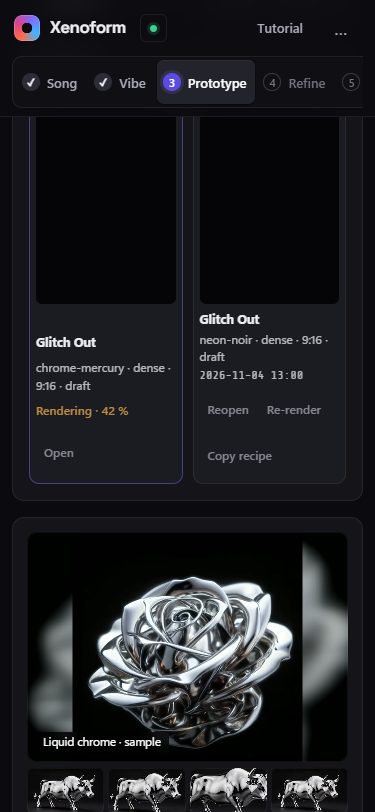 Xenoform
Tutorial
...
✓ Song
✓ Vibe
3 Prototype
4 Refine
5
Glitch Out
chrome-mercury · dense ·
9:16 · draft
Rendering · 42 %
Open
Glitch Out
neon-noir · dense · 9:16 ·
draft
2026-11-04 13:00
Reopen
Re-render
Copy recipe
Liquid chrome · sample